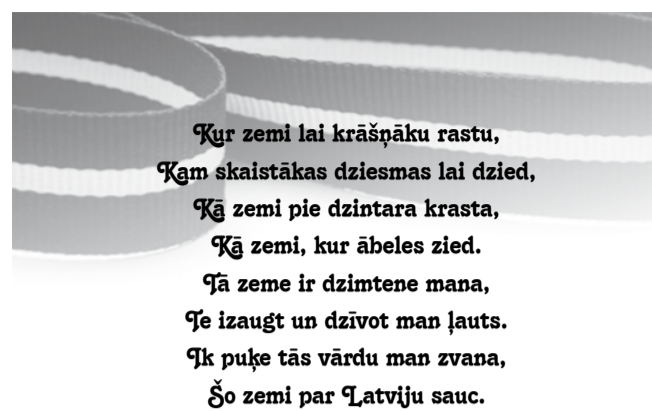 Kur zemi lai krāšņāku rastu,
Kam skaistākas dziesmas lai dzied,
Kā zemi pie dzintara krasta,
Kā zemi, kur ābeles zied.
Tā zeme ir dzimtene mana,
Te izaugt un dzīvot man ļauts.
Ik puķe tās vārdu man zvana,
Šo zemi par Latviju sauc.